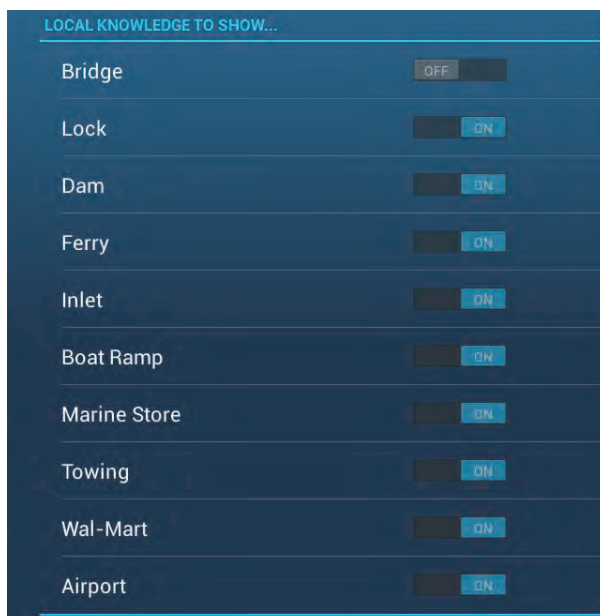 LOCAL KNOWLEDGE TO SHOW...
Bridge OFF
Lock ON
Dam ON
Ferry ON
Inlet ON
Boat Ramp ON
Marine Store ON
Towing ON
Wal-Mart ON
Airport ON